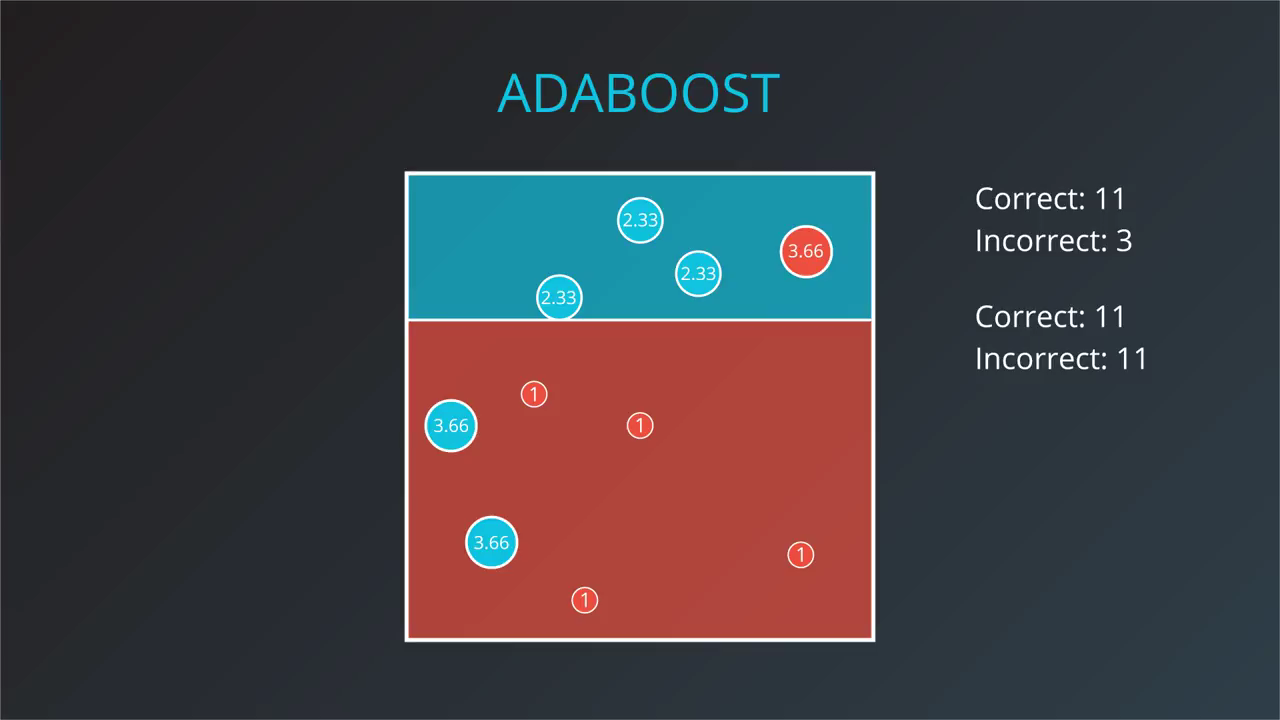 ADABOOST
Correct: 11
Incorrect: 3
Correct: 11
Incorrect: 11
2.33
3.66
2.33
2.33
1
3.66
1
3.66
1
1